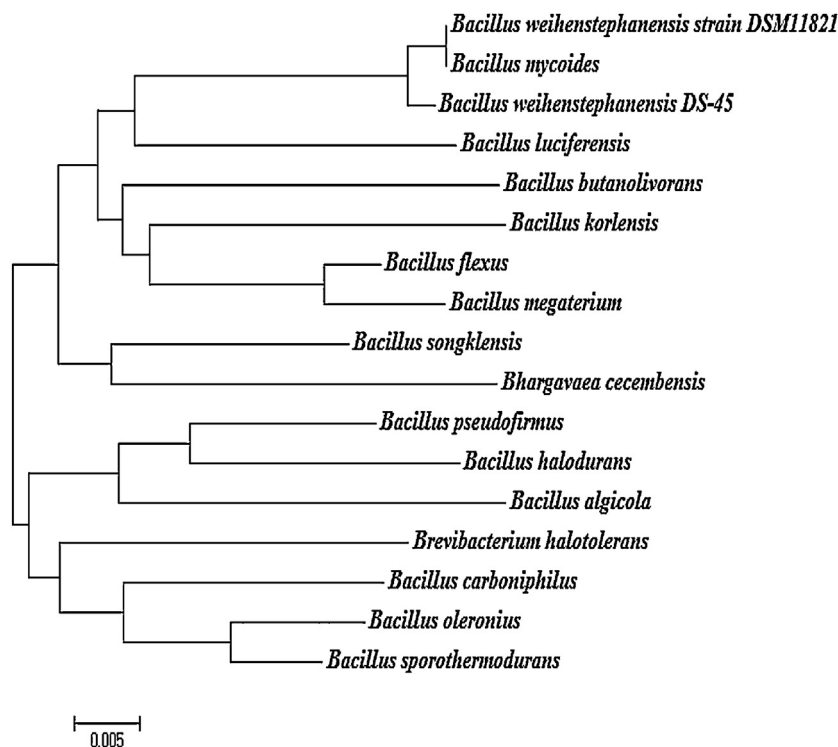 Bacillus weihenstephanensis strain DSM11821
Bacillus mycoides
Bacillus weihenstephanensis DS-45
Bacillus luciferensis
Bacillus butanolivorans
Bacillus korlensis
Bacillus flexus
Bacillus megaterium
Bacillus songklensis
Bhargavaea cecembensis
Bacillus pseudofirmus
Bacillus halodurans
Bacillus algicola
Brevibacterium halotolerans
Bacillus carboniphilus
Bacillus oleronius
Bacillus sporothermodurans
0.005